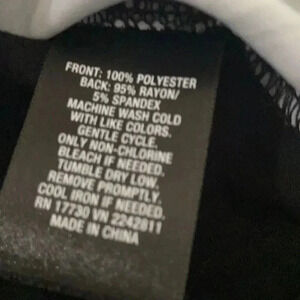 FRONT: 100% POLYESTER
BACK: 95% RAYON/
5% SPANDEX
MACHINE WASH COLD
WITH LIKE COLORS.
GENTLE CYCLE.
ONLY NON-CHLORINE
BLEACH IF NEEDED.
TUMBLE DRY LOW.
REMOVE PROMPTLY.
COOL IRON IF NEEDED.
RN 17730 VN 2242811
MADE IN CHINA